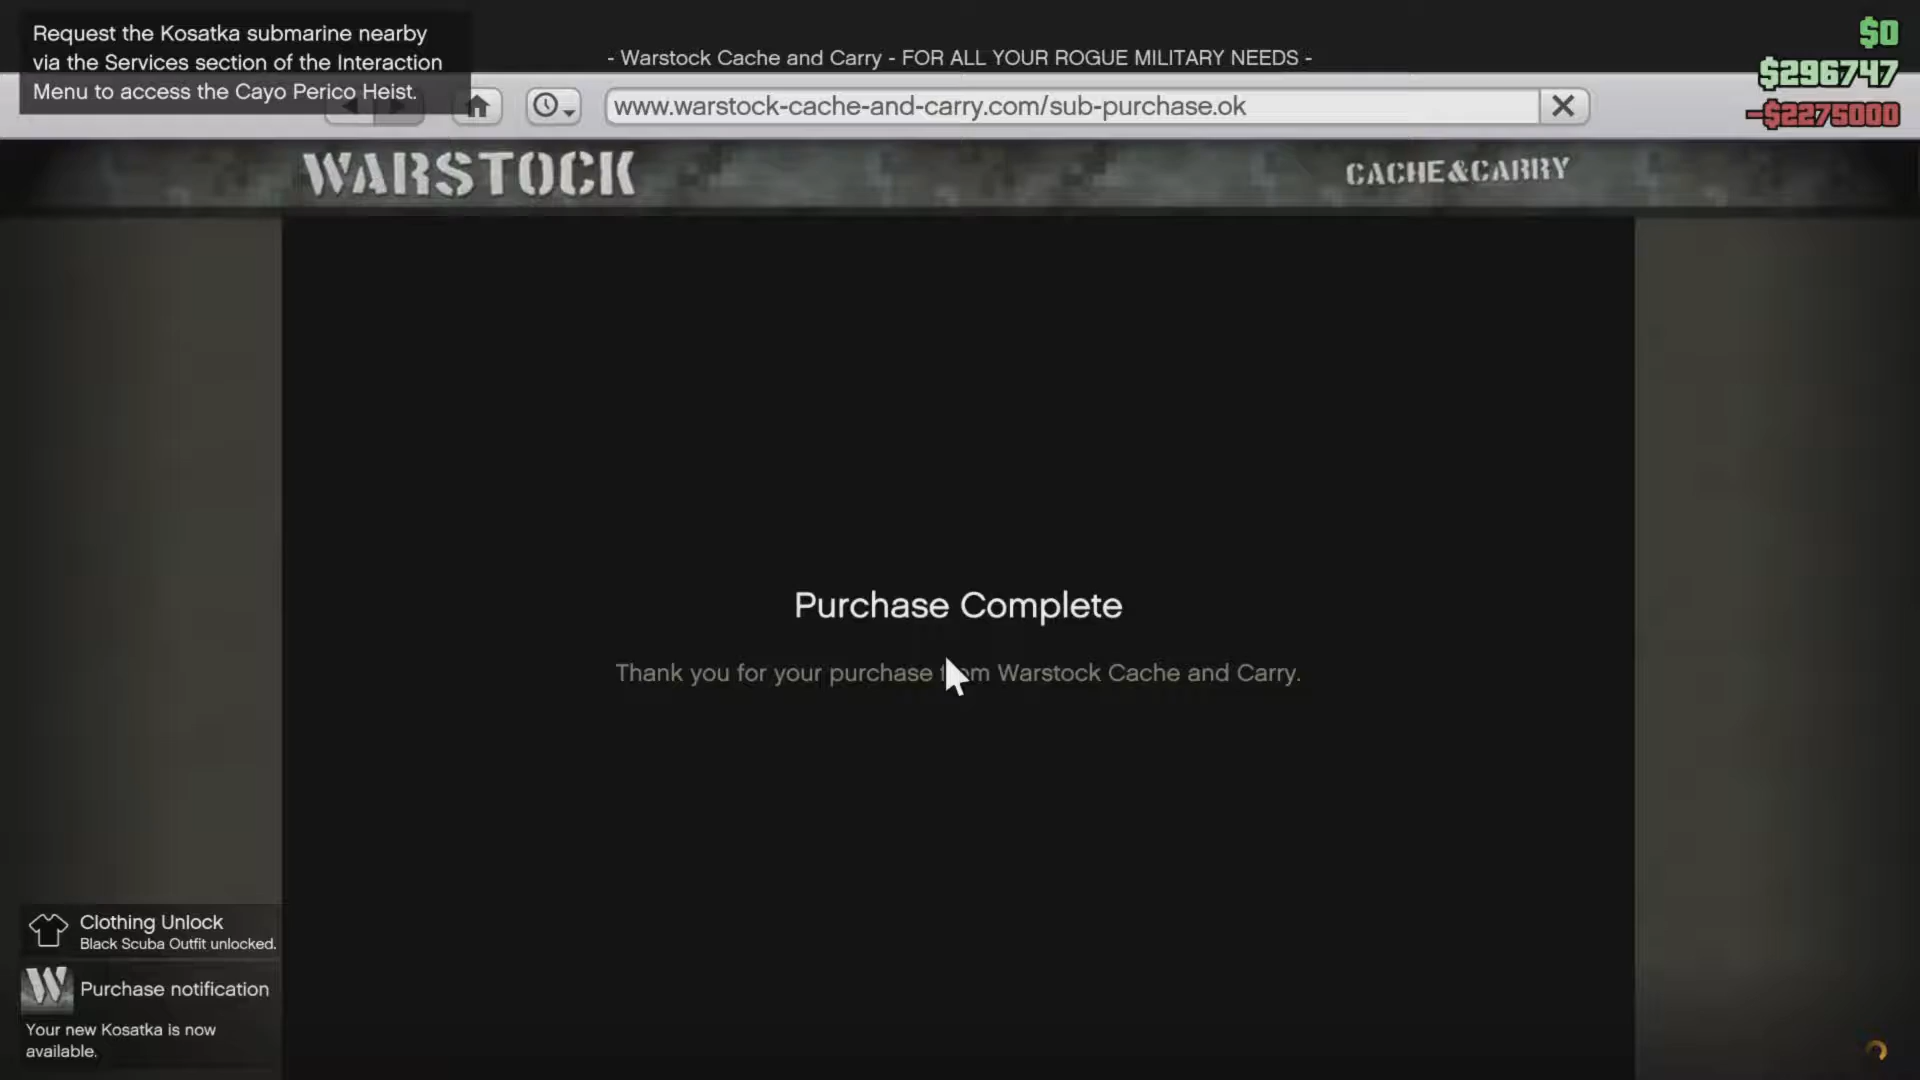 Request the Kosatka submarine nearby
via the Services section of the Interaction
Menu to access the Cayo Perico Heist.
- Warstock Cache and Carry - FOR ALL YOUR ROGUE MILITARY NEEDS -
$0
$296747
-$2275000
www.warstock-cache-and-carry.com/sub-purchase.ok
WARSTOCK
CACHE&CARRY
Purchase Complete
Thank you for your purchase from Warstock Cache and Carry.
Clothing Unlock
Black Scuba Outfit unlocked.
W
Purchase notification
Your new Kosatka is now
available.